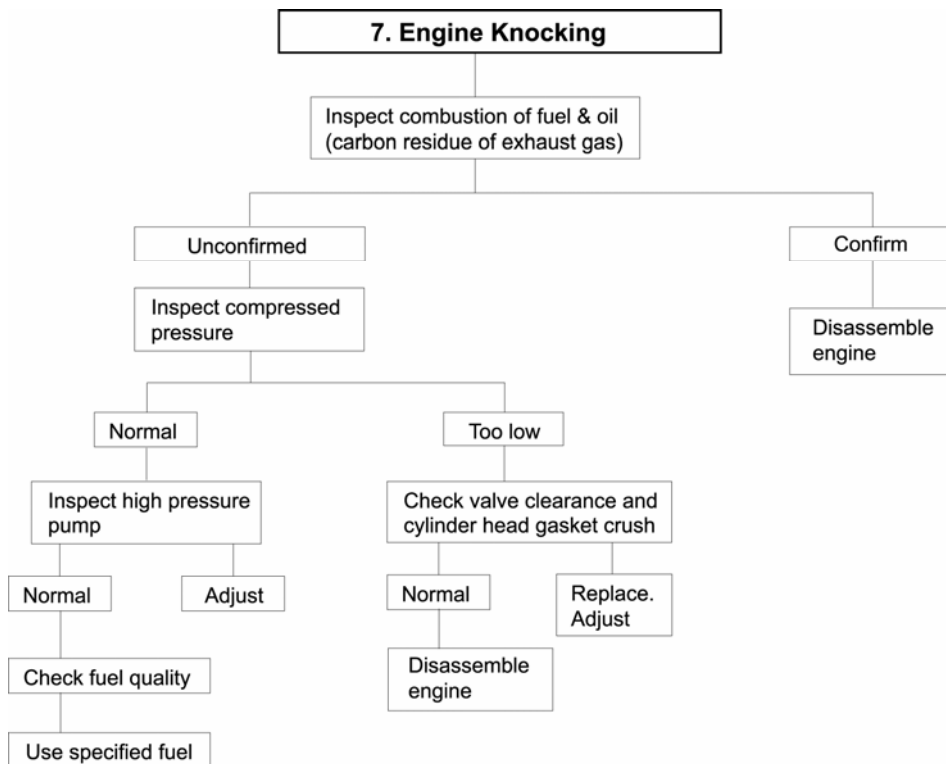 7. Engine Knocking
Inspect combustion of fuel & oil
(carbon residue of exhaust gas)
Unconfirmed
Confirm
Inspect compressed
pressure
Disassemble
engine
Normal
Too low
Inspect high pressure
pump
Check valve clearance and
cylinder head gasket crush
Normal
Adjust
Normal
Replace.
Adjust
Check fuel quality
Disassemble
engine
Use specified fuel